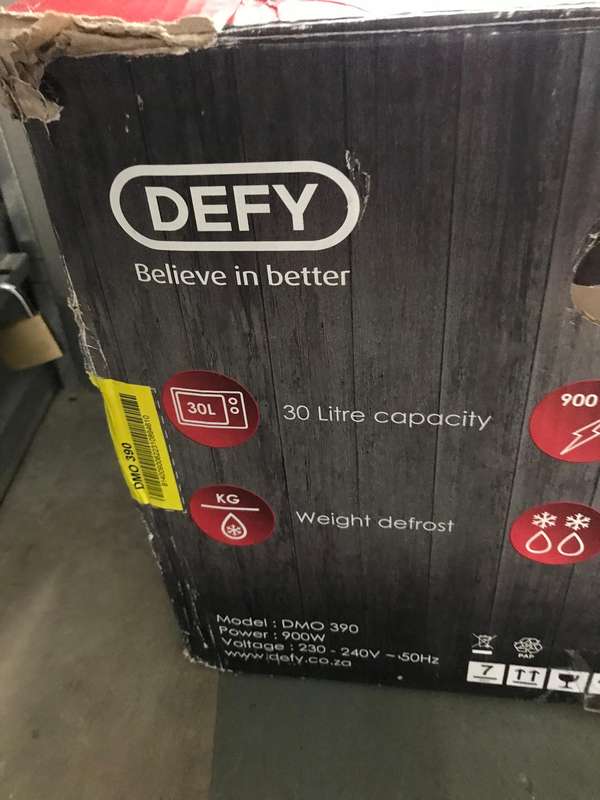 DEFY
Believe in better
30L
30 Litre capacity
900
DMO 390
KG
Weight defrost
Model : DMO 390
Power : 900W
Voltage : 230 - 240V ~ 50Hz
www.defy.co.za
PAP
7